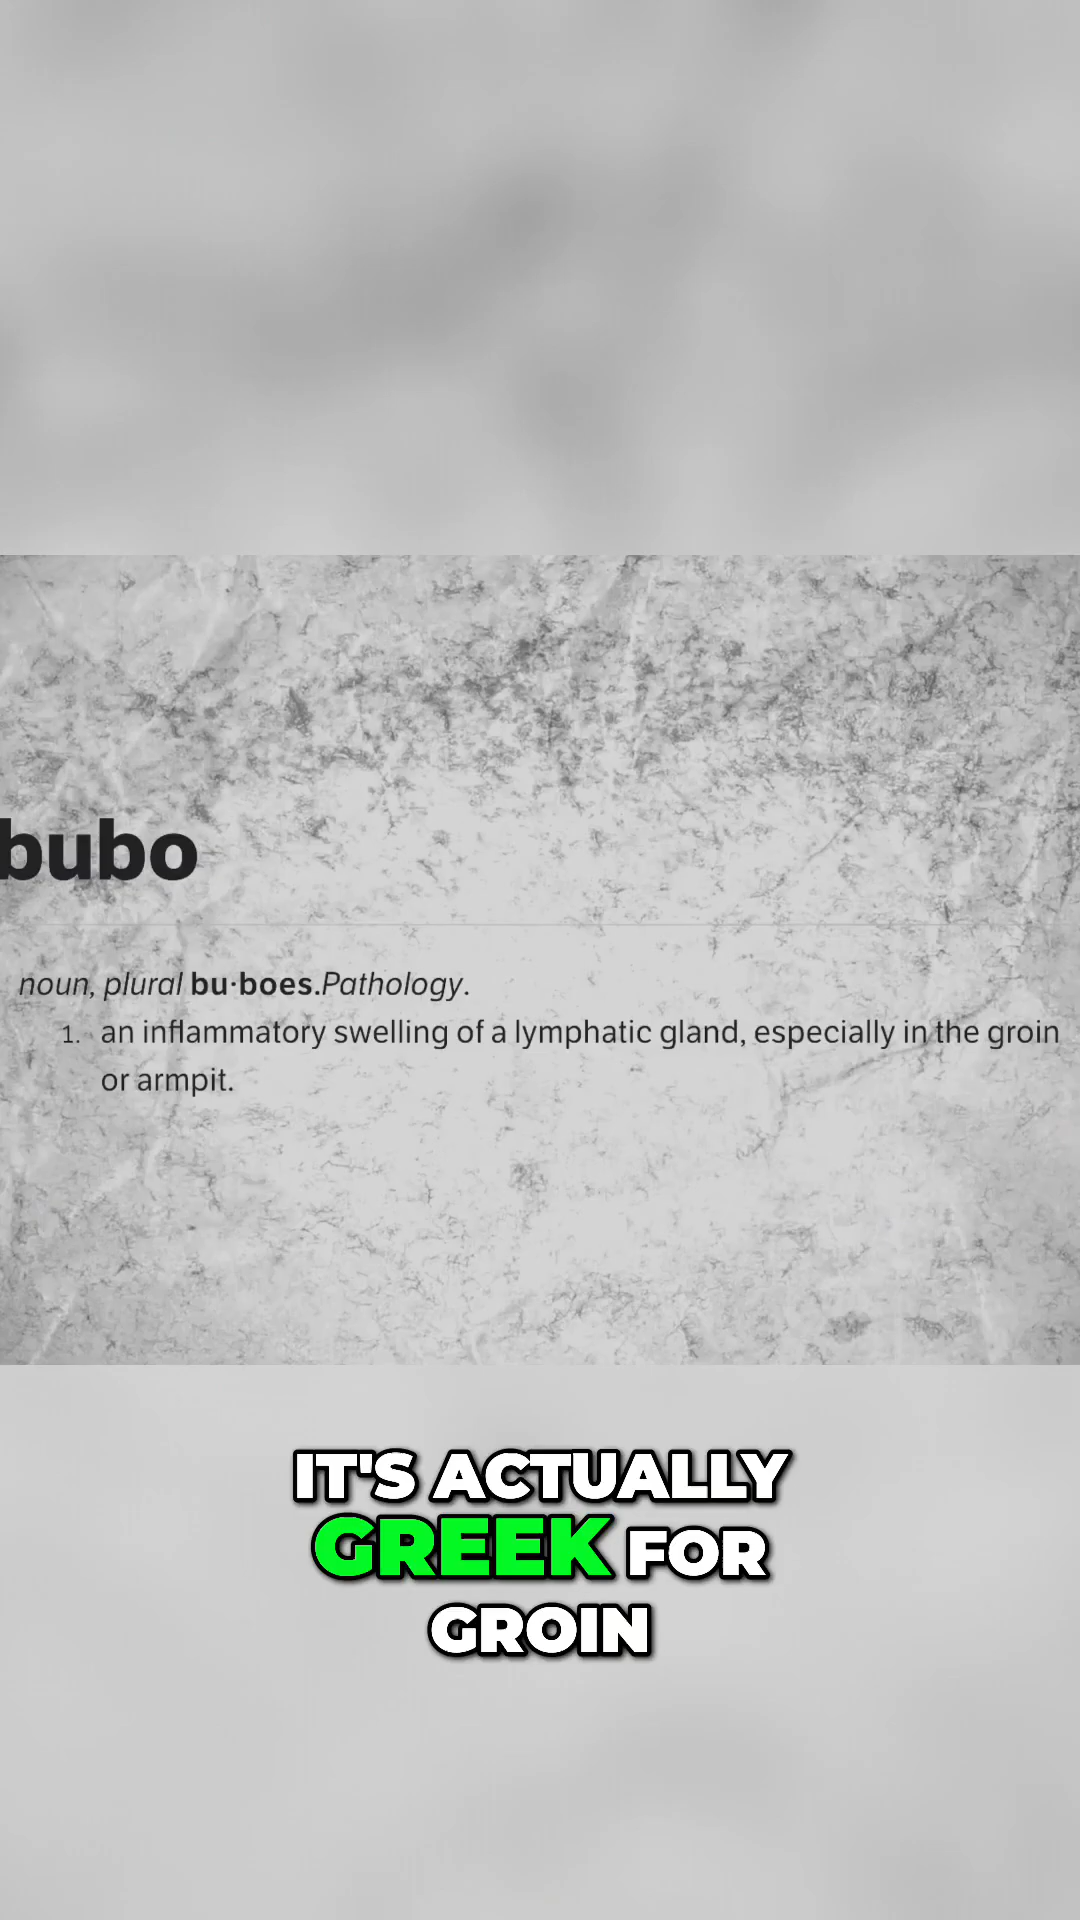 bubo
noun, plural bu·boes.Pathology.
1. an inflammatory swelling of a lymphatic gland, especially in the groin
or armpit.
IT'S ACTUALLY
GREEK FOR
GROIN